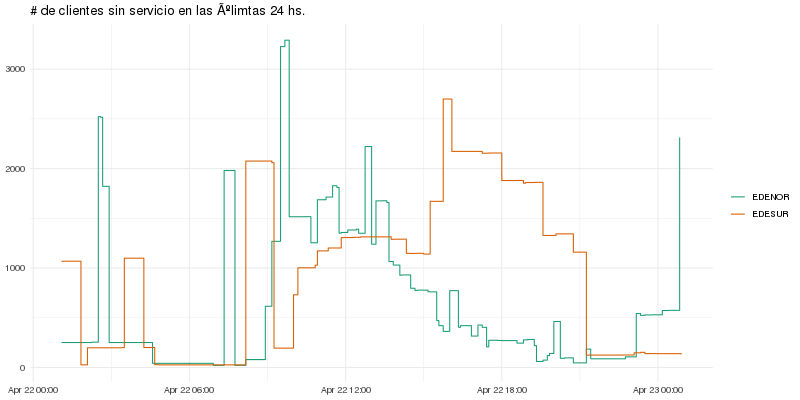 # de clientes sin servicio en las Ãºlimtas 24 hs.
3000
2000
1000
0
Apr 22 00:00 Apr 22 06:00 Apr 22 12:00 Apr 22 18:00 Apr 23 00:00
EDENOR
EDESUR